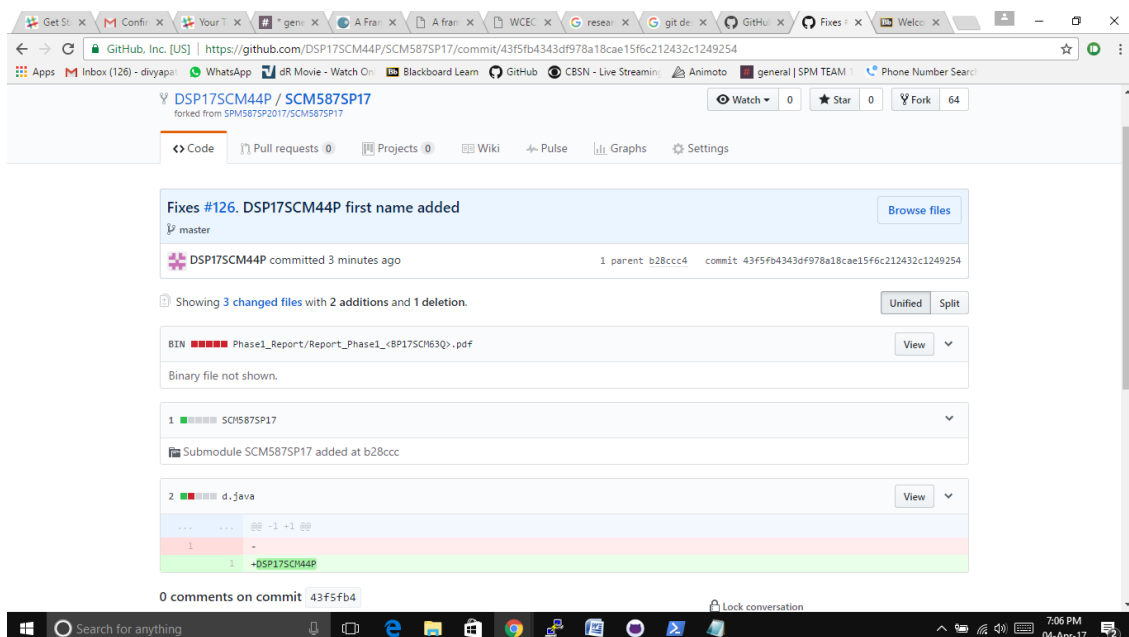 Get St
M Confir
Your T
# * gene
A Fran
A fran
WCEC
G resear
G git de
GitHu
Fixes #
Bb Welco
GitHub, Inc. [US] | https://github.com/DSP17SCM44P/SCM587SP17/commit/43f5fb4343df978a18cae15f6c212432c1249254
Apps Inbox (126) - divyapat WhatsApp dR Movie - Watch Onl Blackboard Learn GitHub CBSN - Live Streaming Animoto general | SPM TEAM 1 Phone Number Searc
DSP17SCM44P / SCM587SP17
forked from SPM587SP2017/SCM587SP17
Watch 0 Star 0 Fork 64
Code Pull requests 0 Projects 0 Wiki Pulse Graphs Settings
Fixes #126. DSP17SCM44P first name added
Browse files
master
DSP17SCM44P committed 3 minutes ago 1 parent b28ccc4 commit 43f5fb4343df978a18cae15f6c212432c1249254
Showing 3 changed files with 2 additions and 1 deletion.
Unified Split
BIN Phase1_Report/Report_Phase1_<BP17SCM63Q>.pdf View
Binary file not shown.
1 SCM587SP17
Submodule SCM587SP17 added at b28ccc
2 d.java View
... ... @@ -1 +1 @@
1 -
1 +DSP17SCM44P
0 comments on commit 43f5fb4
Lock conversation
Search for anything
7:06 PM
04-Apr-17